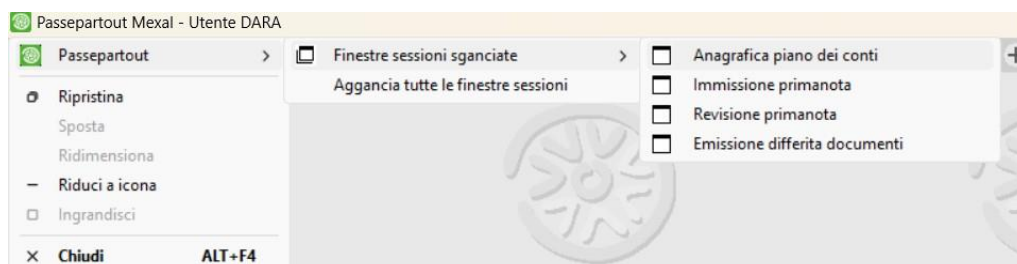 Passepartout Mexal - Utente DARA
Passepartout
Finestre sessioni sganciate
Anagrafica piano dei conti
Aggancia tutte le finestre sessioni
Immissione primanota
Ripristina
Revisione primanota
Sposta
Emissione differita documenti
Ridimensiona
Riduci a icona
Ingrandisci
Chiudi ALT+F4